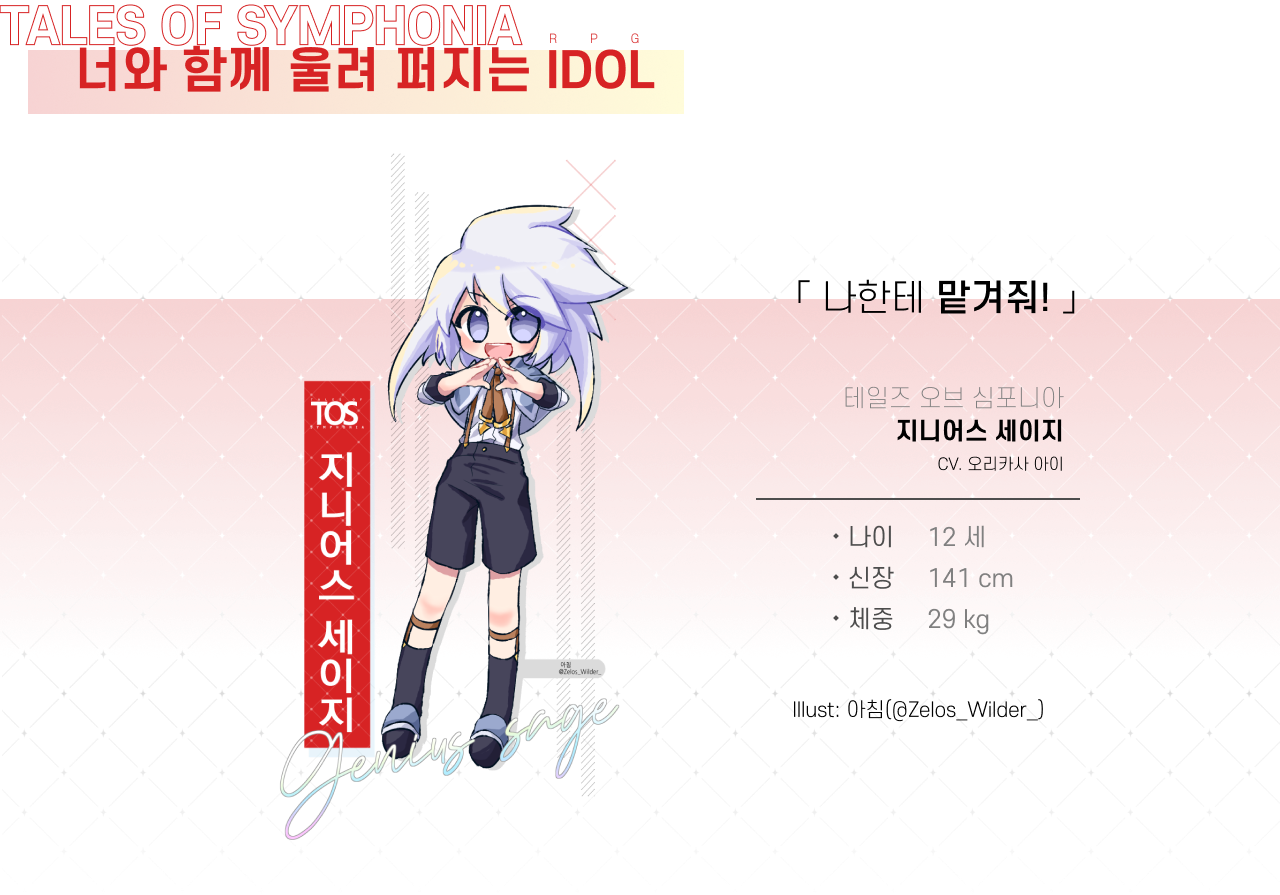 TALES OF SYMPHONIA
R P G
너와 함께 울려 퍼지는 IDOL
「 나한테 맡겨줘! 」
테일즈 오브 심포니아
지니어스 세이지
CV. 오리카사 아이
· 나이 12 세
· 신장 141 cm
· 체중 29 kg
Illust: 아침(@Zelos_Wilder_)
TOS
SYMPHONIA
지니어스 세이지
아침
@Zelos_Wilder_
Genius sage